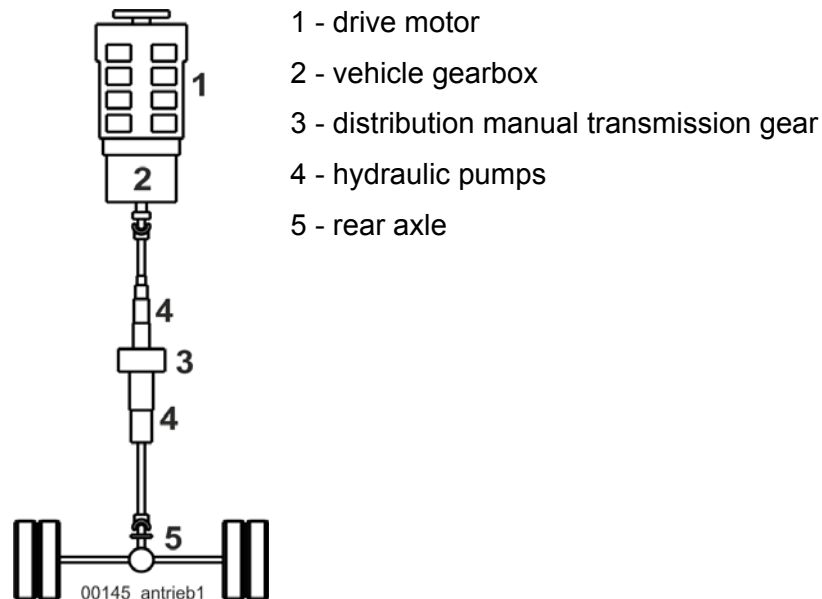 1 - drive motor
2 - vehicle gearbox
3 - distribution manual transmission gear
4 - hydraulic pumps
5 - rear axle
1
2
4
3
4
5
00145_antrieb1